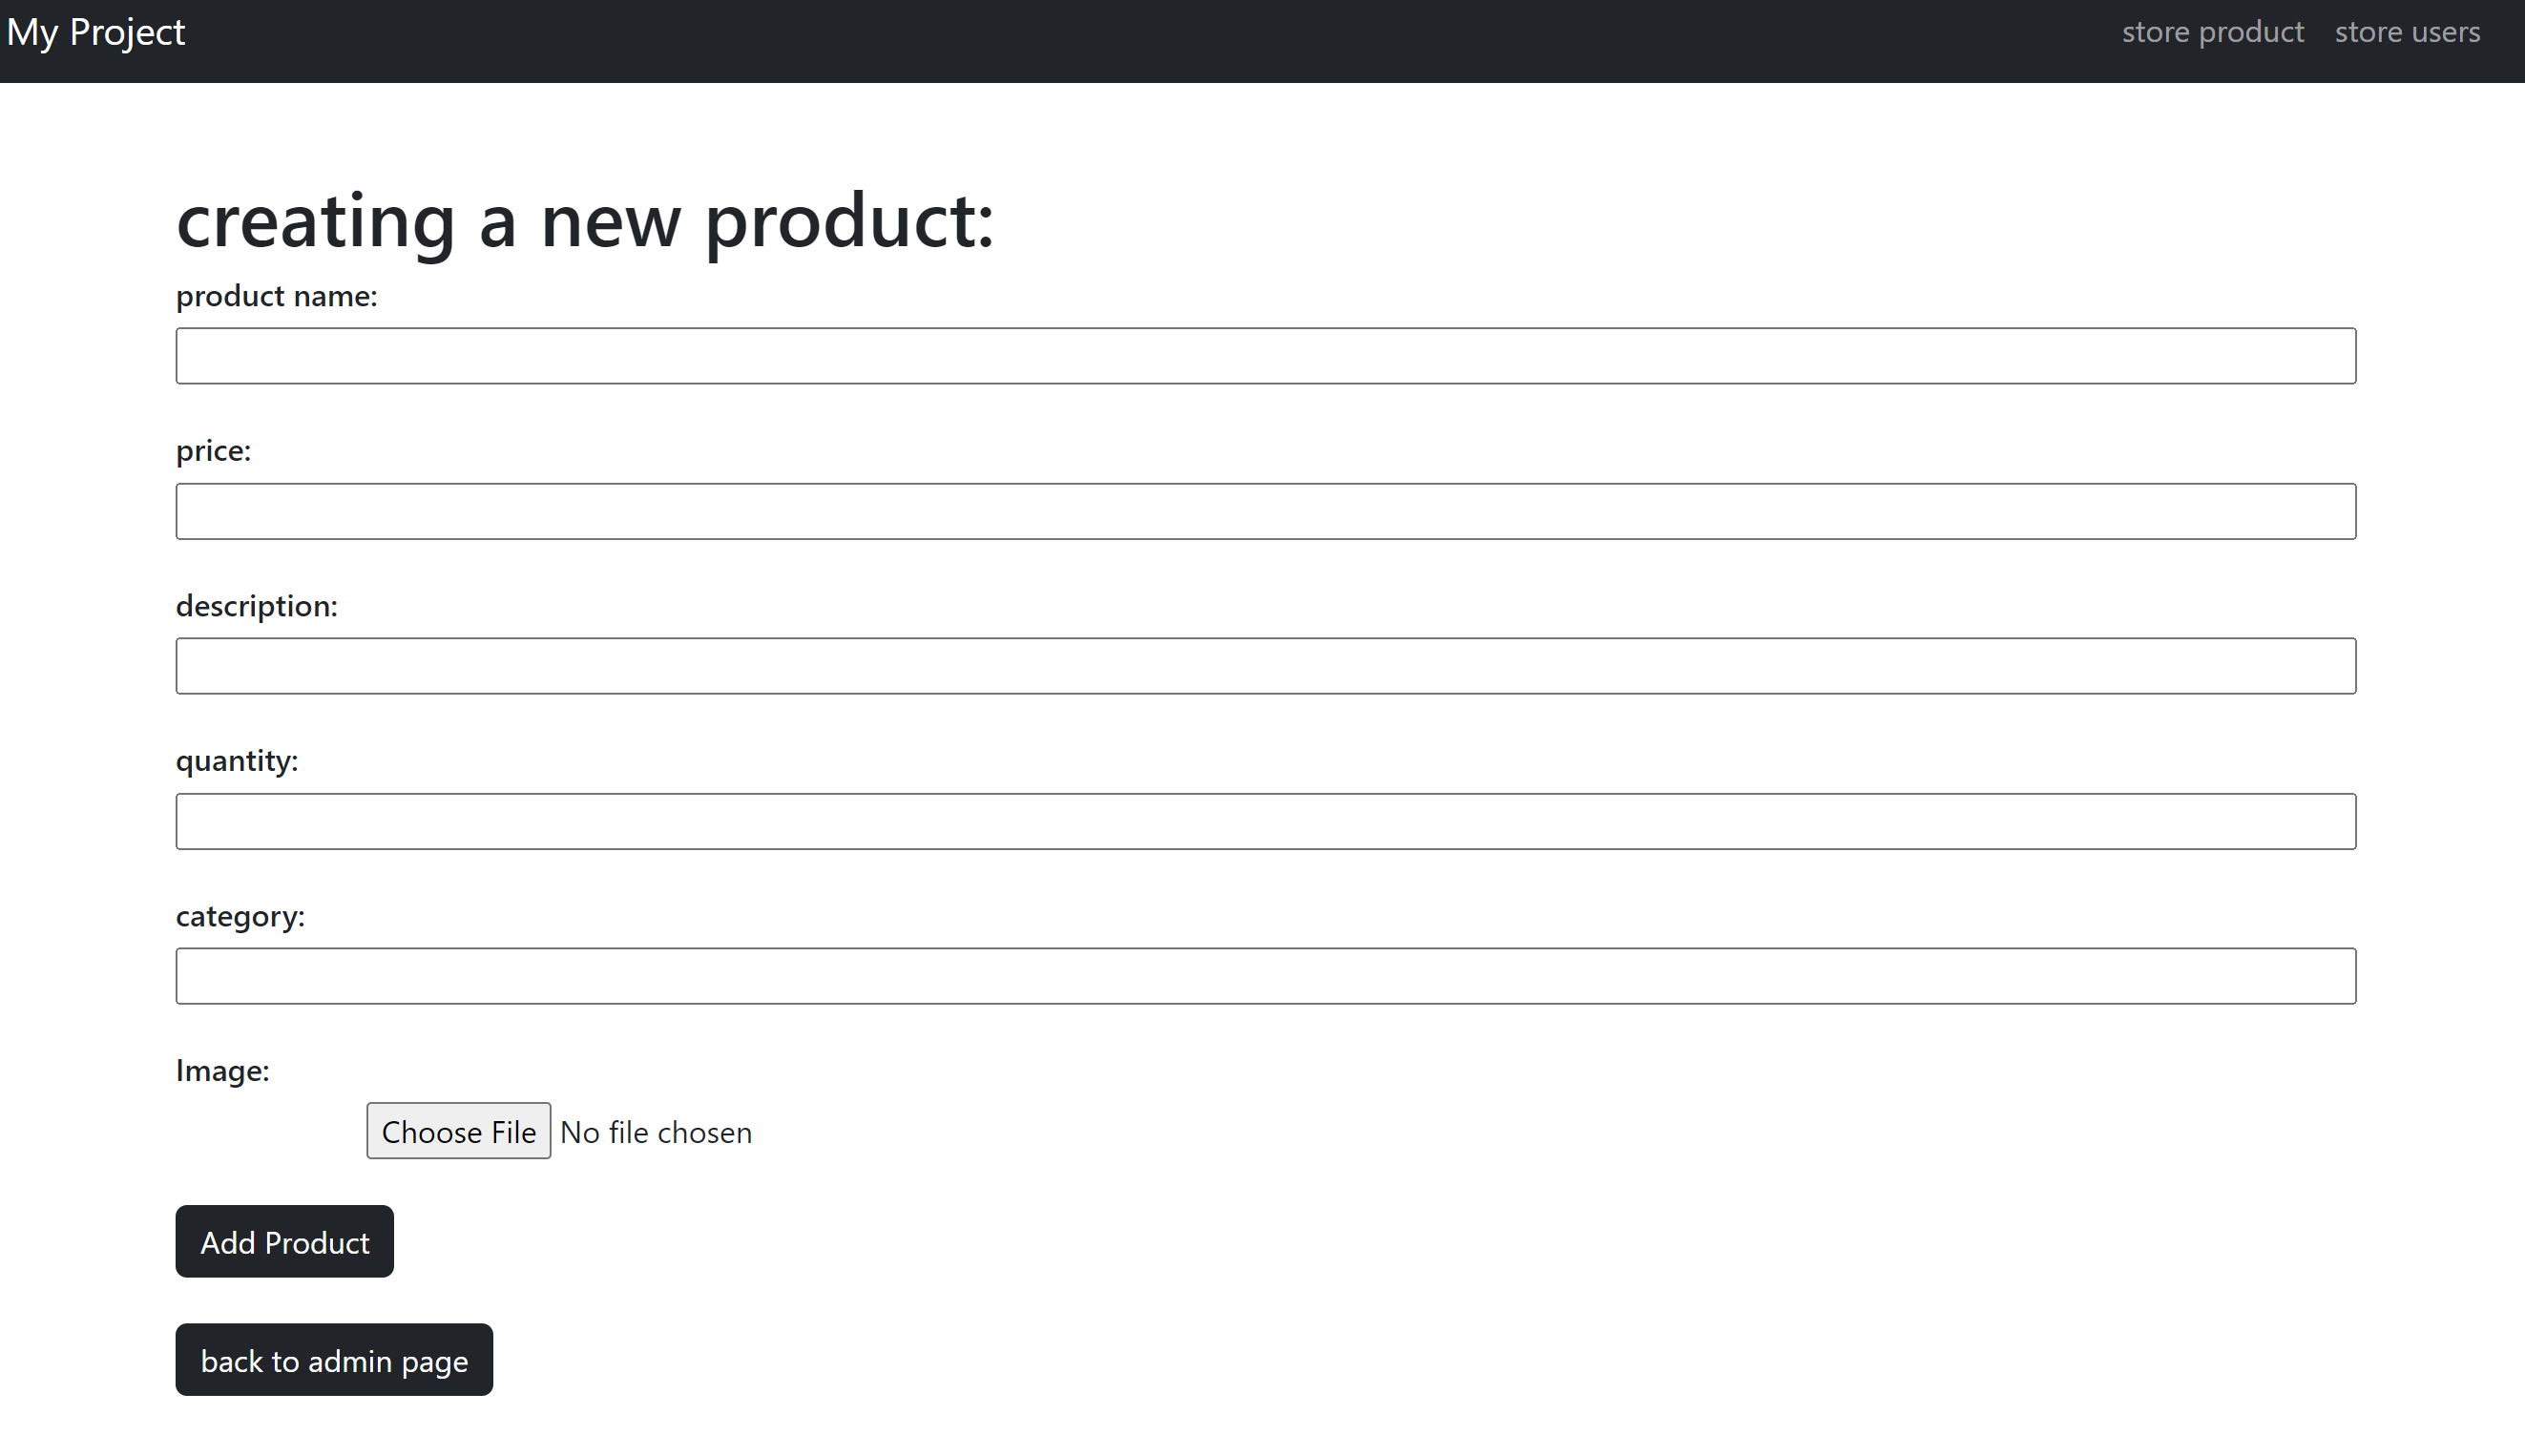 My Project store product store users
creating a new product:
product name:
price:
description:
quantity:
category:
Image:
Choose File No file chosen
Add Product
back to admin page